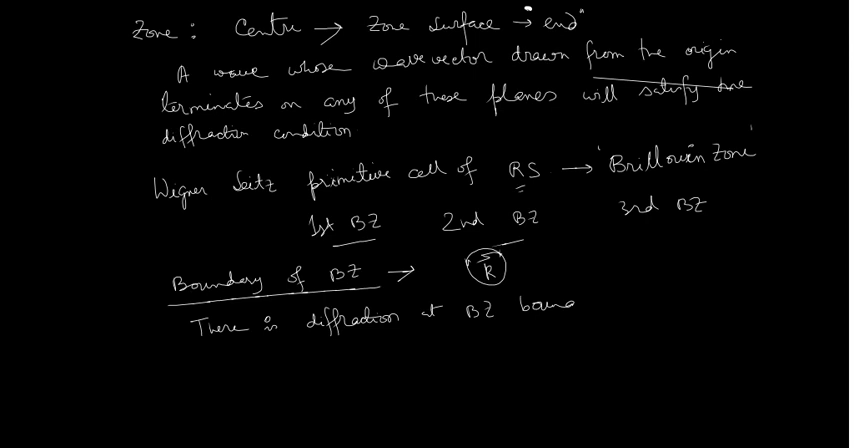 Zone : Centre → Zone surface → "end"
A wave whose wavevector drawn from the origin
terminates on any of these planes will satisfy the
diffraction condition
Wigner Seitz primitive cell of RS → 'Brillouin Zone'
1st BZ 2nd BZ 3rd BZ
Boundary of BZ → k
There is diffraction at BZ boun